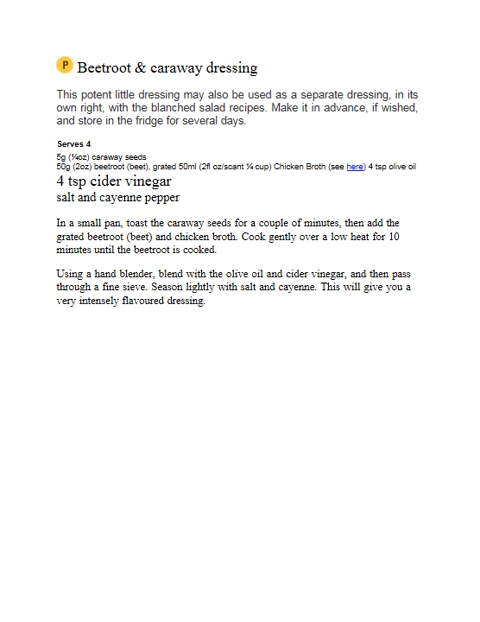 P Beetroot & caraway dressing
This potent little dressing may also be used as a separate dressing, in its
own right, with the blanched salad recipes. Make it in advance, if wished,
and store in the fridge for several days.
Serves 4
5g (¼oz) caraway seeds
50g (2oz) beetroot (beet), grated 50ml (2fl oz/scant ¼ cup) Chicken Broth (see here) 4 tsp olive oil
4 tsp cider vinegar
salt and cayenne pepper
In a small pan, toast the caraway seeds for a couple of minutes, then add the
grated beetroot (beet) and chicken broth. Cook gently over a low heat for 10
minutes until the beetroot is cooked.
Using a hand blender, blend with the olive oil and cider vinegar, and then pass
through a fine sieve. Season lightly with salt and cayenne. This will give you a
very intensely flavoured dressing.